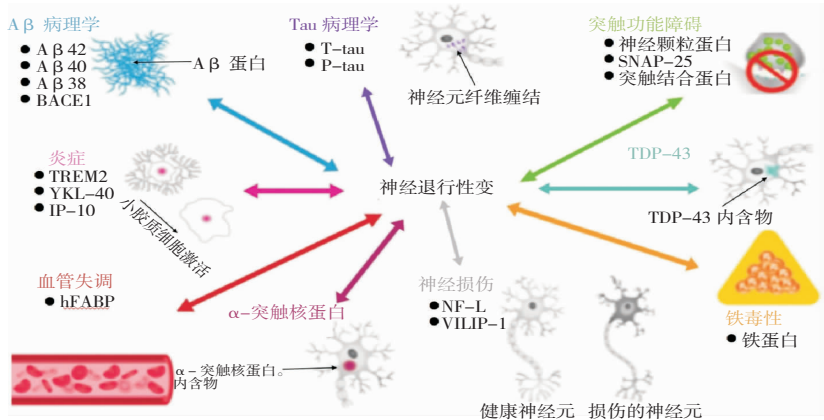 Aβ 病理学
● Aβ42
● Aβ40
● Aβ38
● BACE1
Aβ 蛋白
Tau 病理学
● T-tau
● P-tau
神经元纤维缠结
突触功能障碍
● 神经颗粒蛋白
● SNAP-25
● 突触结合蛋白
炎症
● TREM2
● YKL-40
● IP-10
小胶质细胞激活
神经退行性变
TDP-43
TDP-43 内含物
血管失调
● hFABP
α-突触核蛋白
α-突触核蛋白。
内含物
神经损伤
● NF-L
● VILIP-1
健康神经元
损伤的神经元
铁毒性
● 铁蛋白